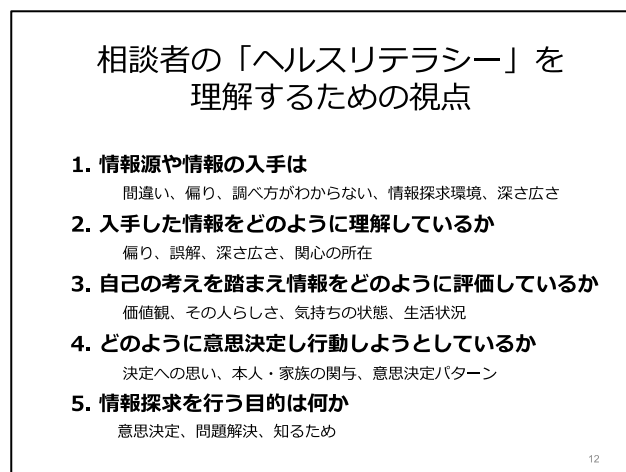 相談者の「ヘルスリテラシー」を
理解するための視点
1. 情報源や情報の入手は
間違い、偏り、調べ方がわからない、情報探求環境、深さ広さ
2. 入手した情報をどのように理解しているか
偏り、誤解、深さ広さ、関心の所在
3. 自己の考えを踏まえ情報をどのように評価しているか
価値観、その人らしさ、気持ちの状態、生活状況
4. どのように意思決定し行動しようとしているか
決定への思い、本人・家族の関与、意思決定パターン
5. 情報探求を行う目的は何か
意思決定、問題解決、知るため
12